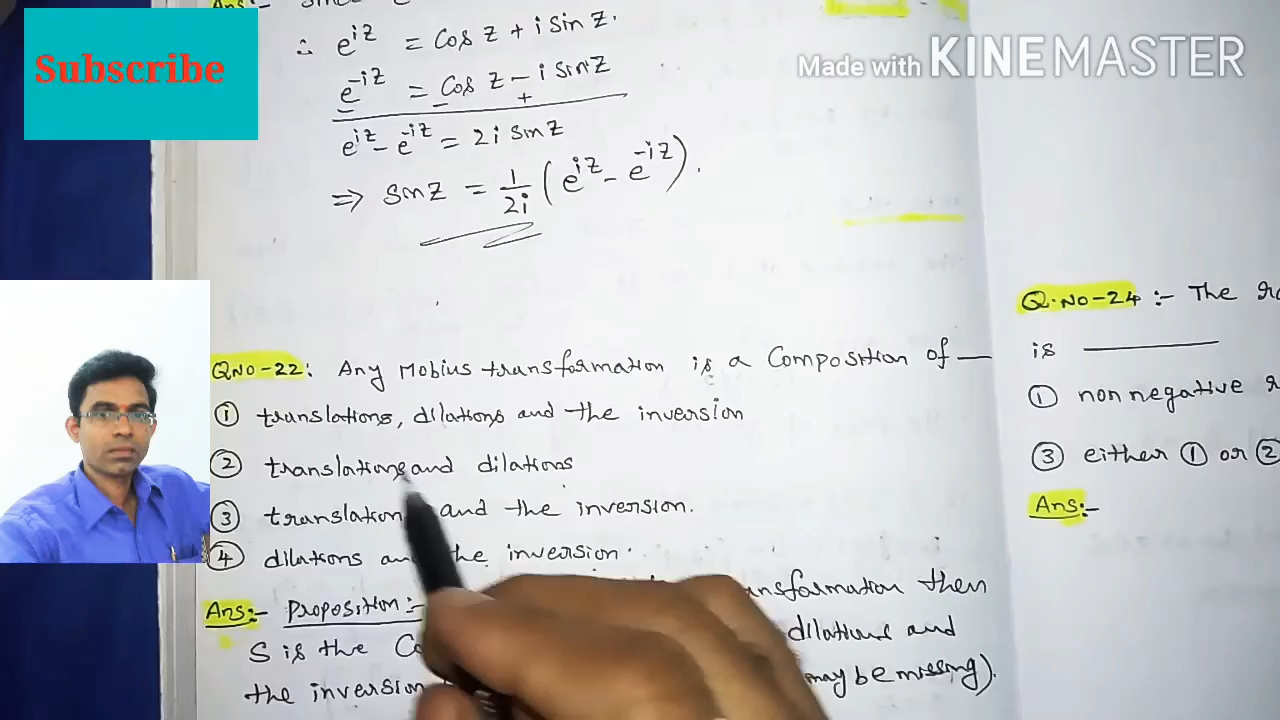 Subscribe
Made with KINEMASTER
Ans:-
∴ e^{iz} = Cos z + i sin z.
e^{-iz} = Cos z - i sin z
- - +
e^{iz} - e^{-iz} = 2i sin z
⇒ sin z = 1/2i (e^{iz} - e^{-iz}).
QNO-22: Any Mobius transformation is a Composition of —
① translations, dilations and the inversion
② translations and dilations
③ translation and the inversion.
④ dilations and the inversion.
Ans:- Proposition:- transformation then
S is the dilations and
the inversion may be missing).
Q.NO-24 :- The
is ———
① non negative
③ either ① or ②
Ans:-